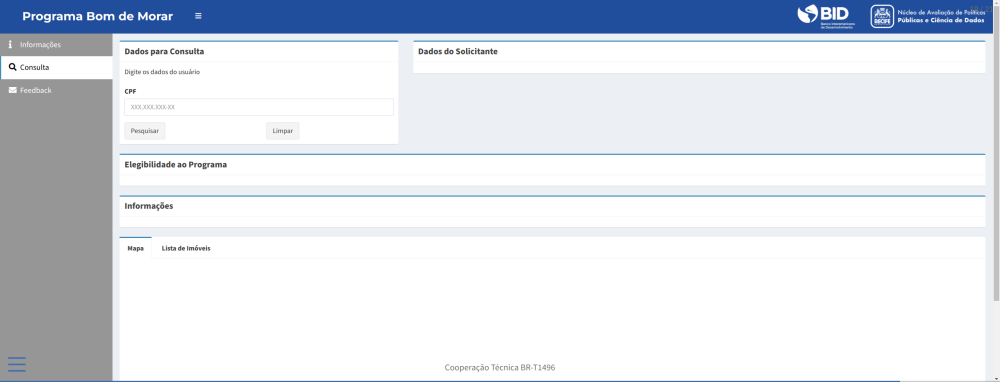 Programa Bom de Morar
BID
Banco Interamericano
de Desenvolvimento
RECIFE
Núcleo de Avaliação de Políticas
Públicas e Ciência de Dados
Informações
Consulta
Feedback
Dados para Consulta
Digite os dados do usuário
CPF
XXX.XXX.XXX-XX
Pesquisar
Limpar
Dados do Solicitante
Elegibilidade ao Programa
Informações
Mapa
Lista de Imóveis
Cooperação Técnica BR-T1496